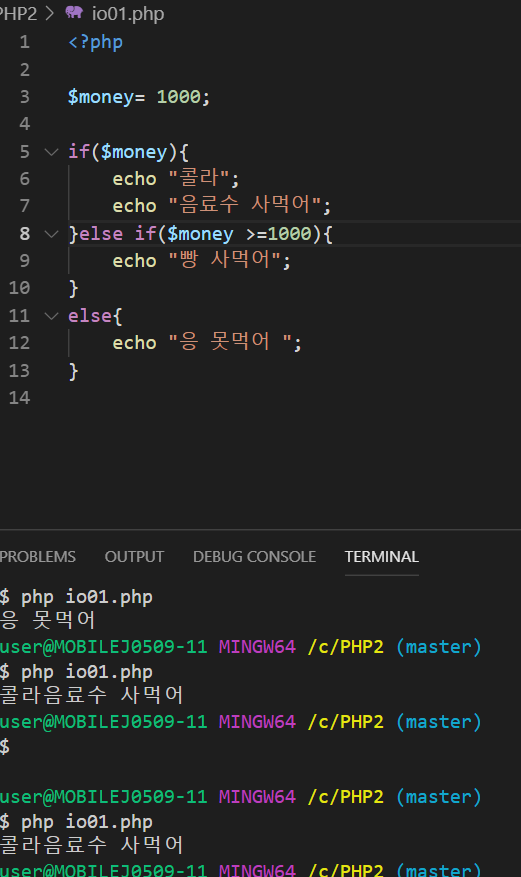 PHP2 > io01.php
1 <?php
2
3 $money= 1000;
4
5 if($money){
6 echo "콜라";
7 echo "음료수 사먹어";
8 }else if($money >=1000){
9 echo "빵 사먹어";
10 }
11 else{
12 echo "응 못먹어 ";
13 }
14
PROBLEMS OUTPUT DEBUG CONSOLE TERMINAL
$ php io01.php
응 못먹어
user@MOBILEJ0509-11 MINGW64 /c/PHP2 (master)
$ php io01.php
콜라음료수 사먹어
user@MOBILEJ0509-11 MINGW64 /c/PHP2 (master)
$
user@MOBILEJ0509-11 MINGW64 /c/PHP2 (master)
$ php io01.php
콜라음료수 사먹어
user@MOBILEJ0509-11 MINGW64 /c/PHP2 (master)